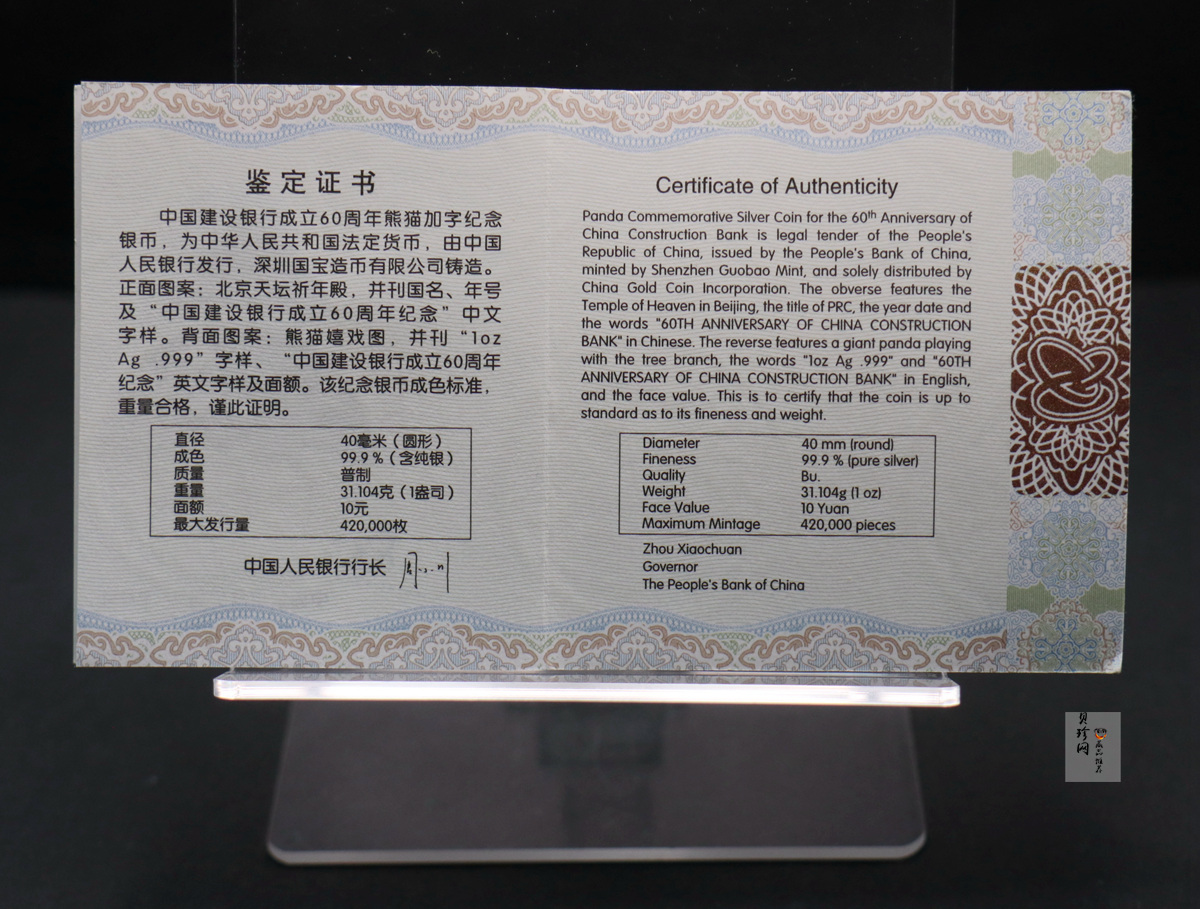 鉴定证书
中国建设银行成立60周年熊猫加字纪念
银币，为中华人民共和国法定货币，由中国
人民银行发行，深圳国宝造币有限公司铸造。
正面图案：北京天坛祈年殿，并刊国名、年号
及“中国建设银行成立60周年纪念”中文
字样。背面图案：熊猫嬉戏图，并刊“1oz
Ag .999”字样、“中国建设银行成立60周年
纪念”英文字样及面额。该纪念银币成色标准，
重量合格，谨此证明。
直径 40毫米（圆形）
成色 99.9％（含纯银）
质量 普制
重量 31.104克（1盎司）
面额 10元
最大发行量 420,000枚
中国人民银行行长
Certificate of Authenticity
Panda Commemorative Silver Coin for the 60th Anniversary of
China Construction Bank is legal tender of the People's
Republic of China, issued by the People's Bank of China,
minted by Shenzhen Guobao Mint, and solely distributed by
China Gold Coin Incorporation. The obverse features the
Temple of Heaven in Beijing, the title of PRC, the year date and
the words "60TH ANNIVERSARY OF CHINA CONSTRUCTION
BANK" in Chinese. The reverse features a giant panda playing
with the tree branch, the words "1oz Ag .999" and "60TH
ANNIVERSARY OF CHINA CONSTRUCTION BANK" in English,
and the face value. This is to certify that the coin is up to
standard as to its fineness and weight.
Diameter 40 mm (round)
Fineness 99.9 % (pure silver)
Quality Bu.
Weight 31.104g (1 oz)
Face Value 10 Yuan
Maximum Mintage 420,000 pieces
Zhou Xiaochuan
Governor
The People's Bank of China
贝珍网